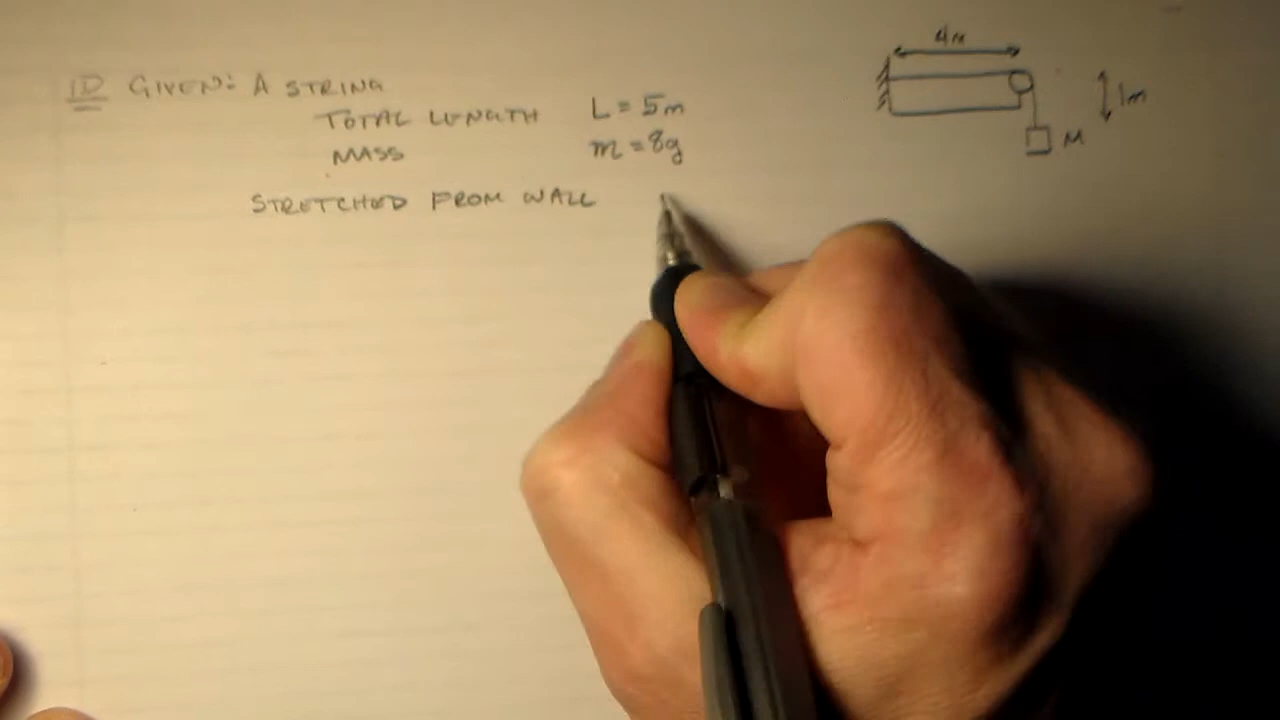 1D GIVEN: A STRING
TOTAL LENGTH L = 5m
MASS m = 8g
STRETCHED FROM WALL
4m
1m
M